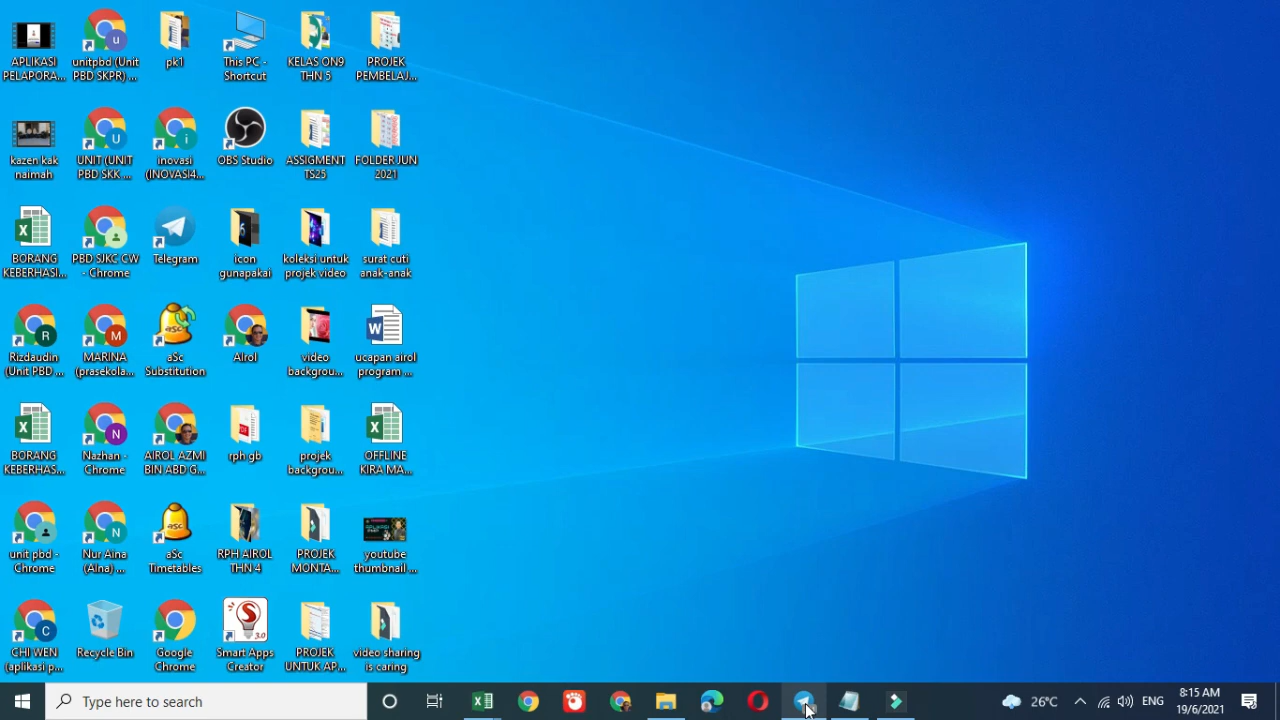 APLIKASI
PELAPORA...
unitpbd (Unit
PBD SKPR) ...
pk1
This PC -
Shortcut
KELAS ON9
THN 5
PROJEK
PEMBELAJ...
kazen kak
naimah
UNIT (UNIT
PBD SKK ...
inovasi
(INOVASI4...
OBS Studio
ASSIGMENT
TS25
FOLDER JUN
2021
BORANG
KEBERHASI...
PBD SJKC CW
- Chrome
Telegram
icon
gunapakai
koleksi untuk
projek video
surat cuti
anak-anak
Rizdaudin
(Unit PBD ...
MARINA
(prasekola...
aSc
Substitution
AIrol
video
backgrou...
ucapan airol
program ...
BORANG
KEBERHASI...
Nazhan -
Chrome
AIROL AZMI
BIN ABD G...
rph gb
projek
backgrou...
OFFLINE
KIRA MA...
unit pbd -
Chrome
Nur Aina
(Aina) ...
aSc
Timetables
RPH AIROL
THN 4
PROJEK
MONTA...
youtube
thumbnail ...
CHI WEN
(aplikasi p...
Recycle Bin
Google
Chrome
Smart Apps
Creator
PROJEK
UNTUK AP...
video sharing
is caring
Type here to search
26°C
ENG
8:15 AM
19/6/2021